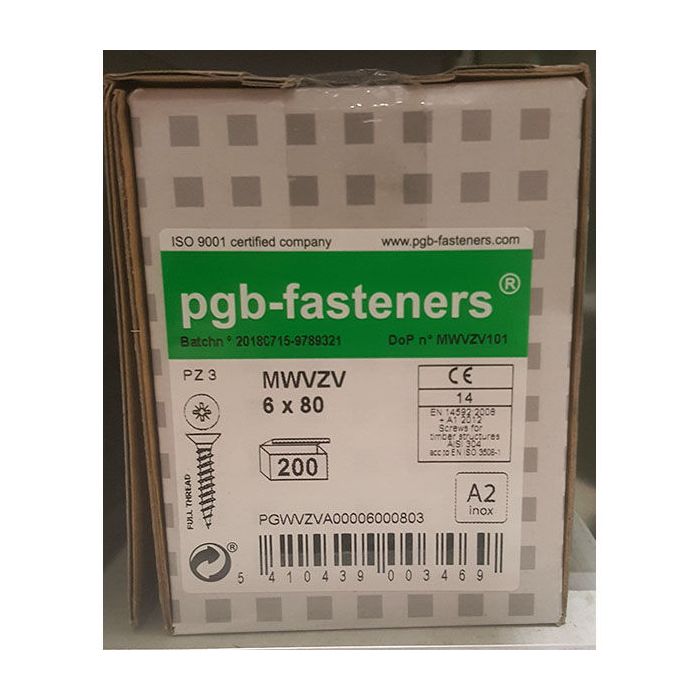 ISO 9001 certified company
www.pgb-fasteners.com
pgb-fasteners®
Batchn ° 20180715-9789321
DoP n° MWVZV101
PZ 3
MWVZV
6 x 80
CE
14
EN 14592:2008
+ A1 2012
Screws for
timber structures
AISI 304
acc.to EN ISO 3506-1
200
FULL THREAD
A2
inox
PGWVZVA00006000803
®
5 410439 003469